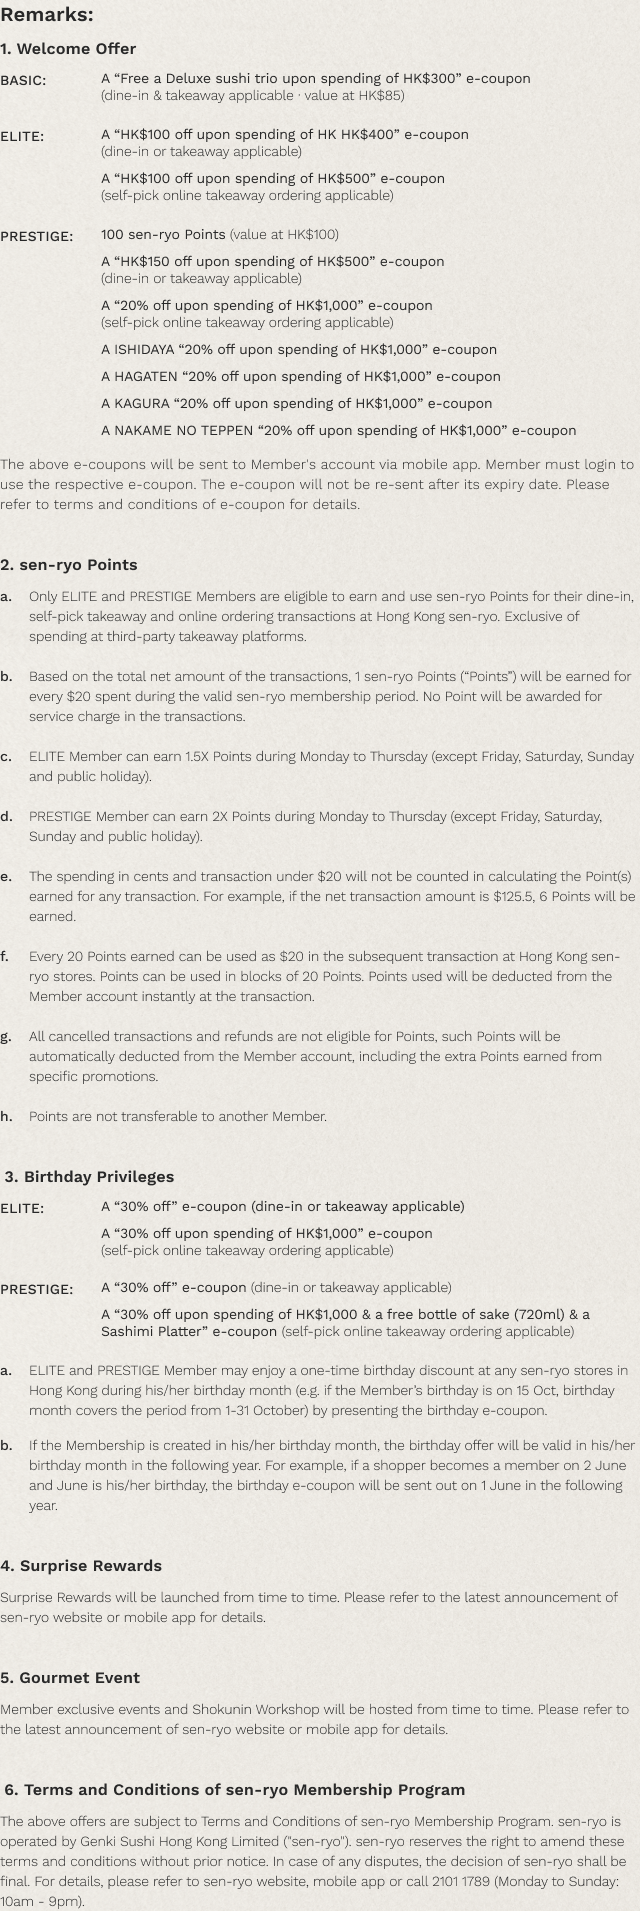 Remarks:
1. Welcome Offer
BASIC: A “Free a Deluxe sushi trio upon spending of HK$300” e-coupon
(dine-in & takeaway applicable · value at HK$85)
ELITE: A “HK$100 off upon spending of HK HK$400” e-coupon
(dine-in or takeaway applicable)
A “HK$100 off upon spending of HK$500” e-coupon
(self-pick online takeaway ordering applicable)
PRESTIGE: 100 sen-ryo Points (value at HK$100)
A “HK$150 off upon spending of HK$500” e-coupon
(dine-in or takeaway applicable)
A “20% off upon spending of HK$1,000” e-coupon
(self-pick online takeaway ordering applicable)
A ISHIDAYA “20% off upon spending of HK$1,000” e-coupon
A HAGATEN “20% off upon spending of HK$1,000” e-coupon
A KAGURA “20% off upon spending of HK$1,000” e-coupon
A NAKAME NO TEPPEN “20% off upon spending of HK$1,000” e-coupon
The above e-coupons will be sent to Member's account via mobile app. Member must login to
use the respective e-coupon. The e-coupon will not be re-sent after its expiry date. Please
refer to terms and conditions of e-coupon for details.
2. sen-ryo Points
a. Only ELITE and PRESTIGE Members are eligible to earn and use sen-ryo Points for their dine-in,
self-pick takeaway and online ordering transactions at Hong Kong sen-ryo. Exclusive of
spending at third-party takeaway platforms.
b. Based on the total net amount of the transactions, 1 sen-ryo Points (“Points”) will be earned for
every $20 spent during the valid sen-ryo membership period. No Point will be awarded for
service charge in the transactions.
c. ELITE Member can earn 1.5X Points during Monday to Thursday (except Friday, Saturday, Sunday
and public holiday).
d. PRESTIGE Member can earn 2X Points during Monday to Thursday (except Friday, Saturday,
Sunday and public holiday).
e. The spending in cents and transaction under $20 will not be counted in calculating the Point(s)
earned for any transaction. For example, if the net transaction amount is $125.5, 6 Points will be
earned.
f. Every 20 Points earned can be used as $20 in the subsequent transaction at Hong Kong sen-
ryo stores. Points can be used in blocks of 20 Points. Points used will be deducted from the
Member account instantly at the transaction.
g. All cancelled transactions and refunds are not eligible for Points, such Points will be
automatically deducted from the Member account, including the extra Points earned from
specific promotions.
h. Points are not transferable to another Member.
3. Birthday Privileges
ELITE: A “30% off” e-coupon (dine-in or takeaway applicable)
A “30% off upon spending of HK$1,000” e-coupon
(self-pick online takeaway ordering applicable)
PRESTIGE: A “30% off” e-coupon (dine-in or takeaway applicable)
A “30% off upon spending of HK$1,000 & a free bottle of sake (720ml) & a
Sashimi Platter” e-coupon (self-pick online takeaway ordering applicable)
a. ELITE and PRESTIGE Member may enjoy a one-time birthday discount at any sen-ryo stores in
Hong Kong during his/her birthday month (e.g. if the Member’s birthday is on 15 Oct, birthday
month covers the period from 1-31 October) by presenting the birthday e-coupon.
b. If the Membership is created in his/her birthday month, the birthday offer will be valid in his/her
birthday month in the following year. For example, if a shopper becomes a member on 2 June
and June is his/her birthday, the birthday e-coupon will be sent out on 1 June in the following
year.
4. Surprise Rewards
Surprise Rewards will be launched from time to time. Please refer to the latest announcement of
sen-ryo website or mobile app for details.
5. Gourmet Event
Member exclusive events and Shokunin Workshop will be hosted from time to time. Please refer to
the latest announcement of sen-ryo website or mobile app for details.
6. Terms and Conditions of sen-ryo Membership Program
The above offers are subject to Terms and Conditions of sen-ryo Membership Program. sen-ryo is
operated by Genki Sushi Hong Kong Limited ("sen-ryo"). sen-ryo reserves the right to amend these
terms and conditions without prior notice. In case of any disputes, the decision of sen-ryo shall be
final. For details, please refer to sen-ryo website, mobile app or call 2101 1789 (Monday to Sunday:
10am - 9pm).